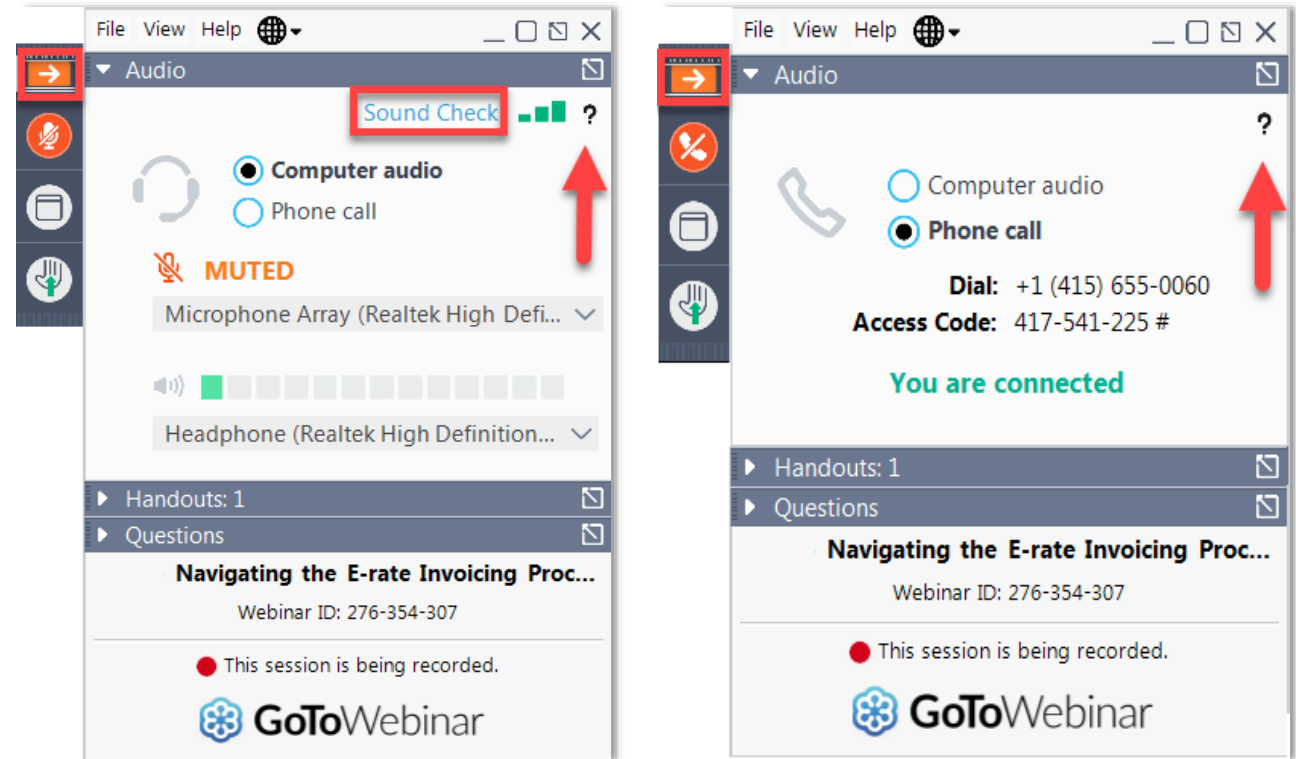 File View Help
Audio
Sound Check ?
Computer audio
Phone call
MUTED
Microphone Array (Realtek High Defi...
Headphone (Realtek High Definition...
Handouts: 1
Questions
Navigating the E-rate Invoicing Proc...
Webinar ID: 276-354-307
This session is being recorded.
GoToWebinar
File View Help
Audio
?
Computer audio
Phone call
Dial: +1 (415) 655-0060
Access Code: 417-541-225 #
You are connected
Handouts: 1
Questions
Navigating the E-rate Invoicing Proc...
Webinar ID: 276-354-307
This session is being recorded.
GoToWebinar